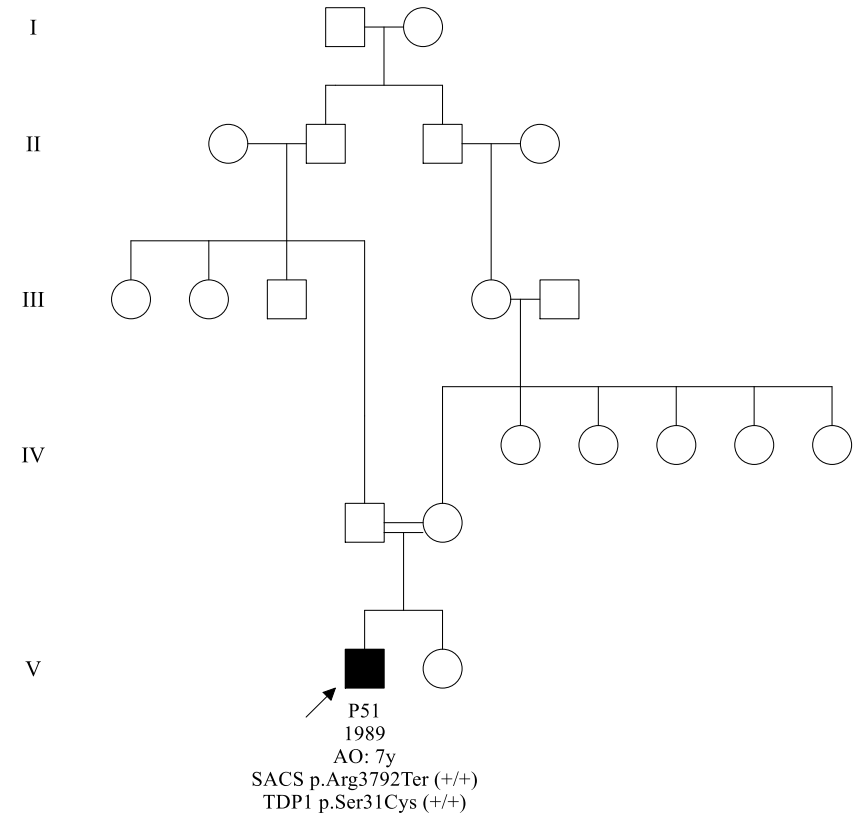 I
II
III
IV
V
P51
1989
AO: 7y
SACS p.Arg3792Ter (+/+)
TDP1 p.Ser31Cys (+/+)